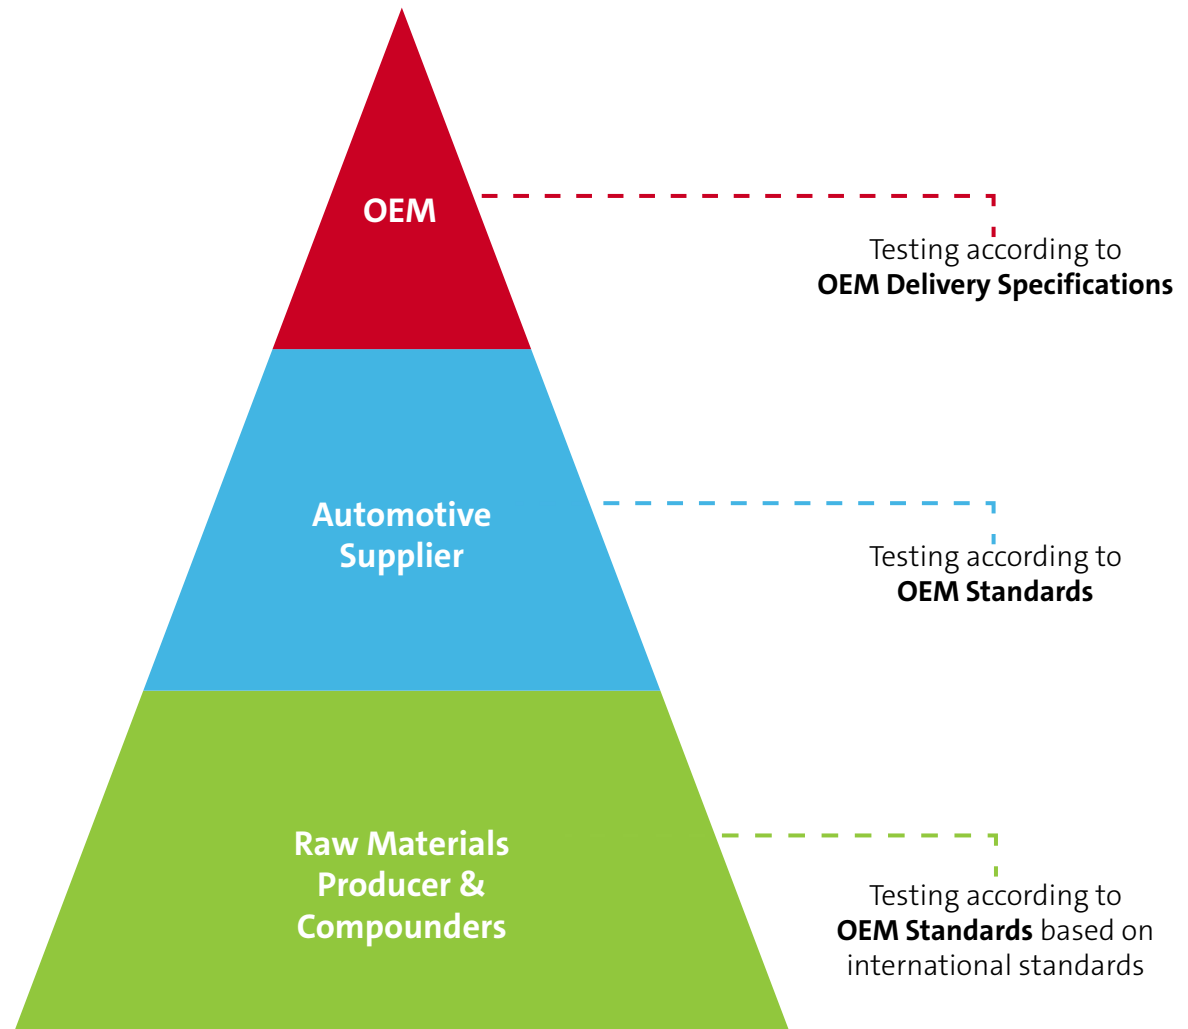 OEM
Testing according to
OEM Delivery Specifications
Automotive
Supplier
Testing according to
OEM Standards
Raw Materials
Producer &
Compounders
Testing according to
OEM Standards based on
international standards